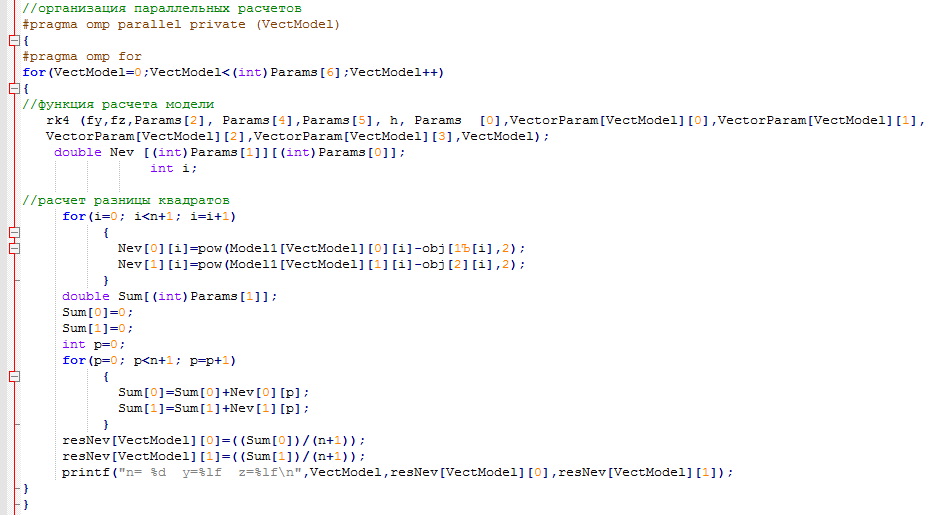 //организация параллельных расчетов
#pragma omp parallel private (VectModel)
{
#pragma omp for
for(VectModel=0;VectModel<(int)Params[6];VectModel++)
{
//функция расчета модели
rk4 (fy,fz,Params[2], Params[4],Params[5], h, Params  [0],VectorParam[VectModel][0],VectorParam[VectModel][1],
VectorParam[VectModel][2],VectorParam[VectModel][3],VectModel);
double Nev [(int)Params[1]][(int)Params[0]];
int i;
//расчет разницы квадратов
for(i=0; i<n+1; i=i+1)
{
Nev[0][i]=pow(Model1[VectModel][0][i]-obj[1Ъ[i],2);
Nev[1][i]=pow(Model1[VectModel][1][i]-obj[2][i],2);
}
double Sum[(int)Params[1]];
Sum[0]=0;
Sum[1]=0;
int p=0;
for(p=0; p<n+1; p=p+1)
{
Sum[0]=Sum[0]+Nev[0][p];
Sum[1]=Sum[1]+Nev[1][p];
}
resNev[VectModel][0]=((Sum[0])/(n+1));
resNev[VectModel][1]=((Sum[1])/(n+1));
printf("n= %d  y=%lf  z=%lf\n",VectModel,resNev[VectModel][0],resNev[VectModel][1]);
}
}